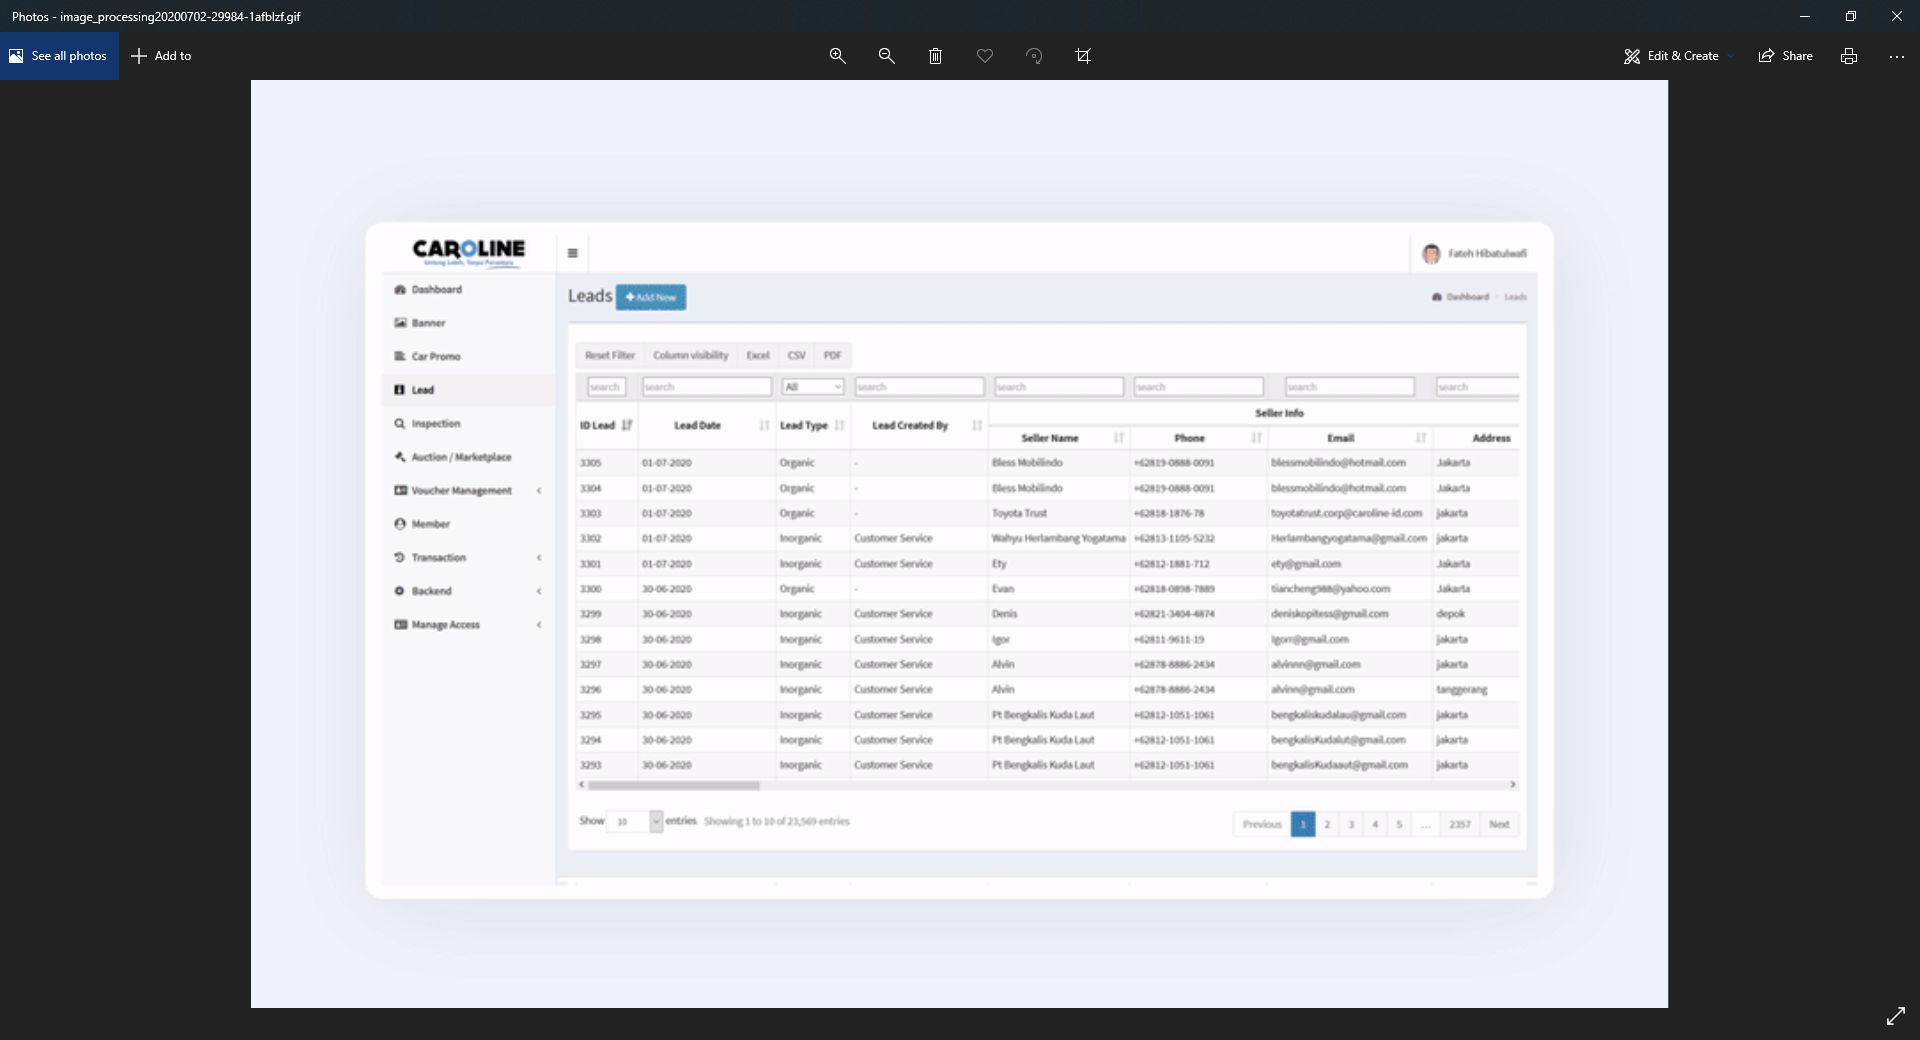 Photos - image_processing20200702-29984-1afblzf.gif
See all photos
Add to
Edit & Create
Share
CAROLINE
Fateh Hibatulwafi
Dashboard
Banner
Car Promo
Lead
Inspection
Auction / Marketplace
Voucher Management
Member
Transaction
Backend
Manage Access
Leads
Add New
Dashboard
Leads
Reset Filter Column visibility Excel CSV PDF
search search All search search search search search
Seller Info
ID Lead Lead Date Lead Type Lead Created By
Seller Name Phone Email Address
3305 01-07-2020 Organic - Bless Mobilindo +62819-0888-0091 blessmobilindo@hotmail.com Jakarta
3304 01-07-2020 Organic - Bless Mobilindo +62819-0888-0091 blessmobilindo@hotmail.com Jakarta
3303 01-07-2020 Organic - Toyota Trust +62818-1876-78 toyotatrust.corp@caroline-id.com jakarta
3302 01-07-2020 Inorganic Customer Service Wahyu Herlambang Yogatama +62813-1105-5232 Herlambangyogatama@gmail.com jakarta
3301 01-07-2020 Inorganic Customer Service Ety +62812-1881-712 ety@gmail.com Jakarta
3300 30-06-2020 Organic - Evan +62818-0898-7889 tiancheng988@yahoo.com Jakarta
3299 30-06-2020 Inorganic Customer Service Denis +62821-3404-4874 deniskopitess@gmail.com depok
3298 30-06-2020 Inorganic Customer Service Igor +62811-9611-19 Igorr@gmail.com jakarta
3297 30-06-2020 Inorganic Customer Service Alvin +62878-8886-2434 alvinnn@gmail.com jakarta
3296 30-06-2020 Inorganic Customer Service Alvin +62878-8886-2434 alvinn@gmail.com tanggerang
3295 30-06-2020 Inorganic Customer Service Pt Bengkalis Kuda Laut +62812-1051-1061 bengkaliskudalau@gmail.com jakarta
3294 30-06-2020 Inorganic Customer Service Pt Bengkalis Kuda Laut +62812-1051-1061 bengkalisKudalut@gmail.com jakarta
3293 30-06-2020 Inorganic Customer Service Pt Bengkalis Kuda Laut +62812-1051-1061 bengkalisKudaaut@gmail.com jakarta
Show 10 entries Showing 1 to 10 of 23,569 entries
Previous 1 2 3 4 5 ... 2357 Next